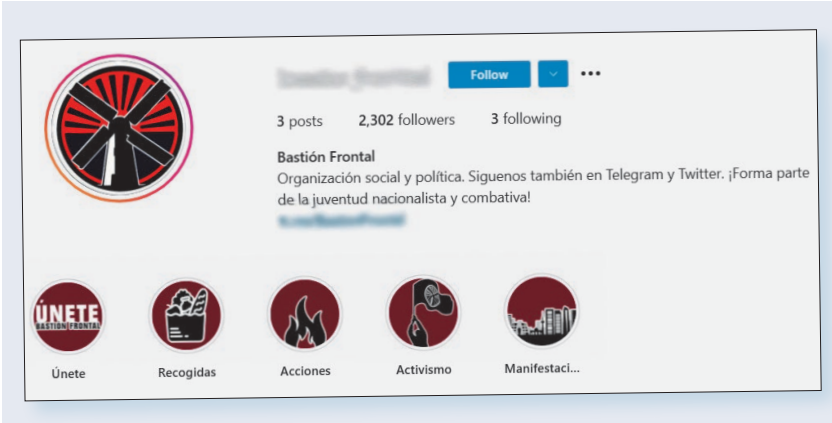 Follow
3 posts 2,302 followers 3 following
Bastión Frontal
Organización social y política. Siguenos también en Telegram y Twitter. ¡Forma parte
de la juventud nacionalista y combativa!
ÚNETE
BASTION FRONTAL
Únete Recogidas Acciones Activismo Manifestaci...